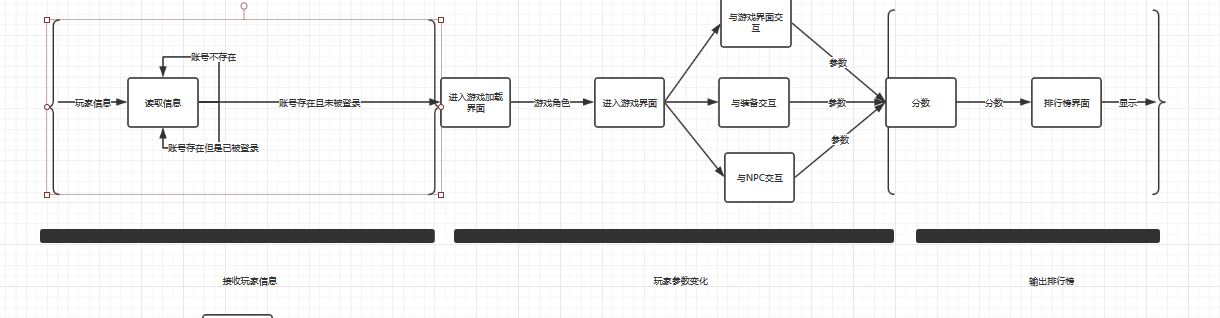 与游戏界面交
互
账号不存在
参数
玩家信息
读取信息
账号存在且未被登录
进入游戏加载
界面
游戏角色
进入游戏界面
与装备交互
参数
分数
分数
排行榜界面
显示
账号存在但是已被登录
参数
与NPC交互
接收玩家信息
玩家参数变化
输出排行榜